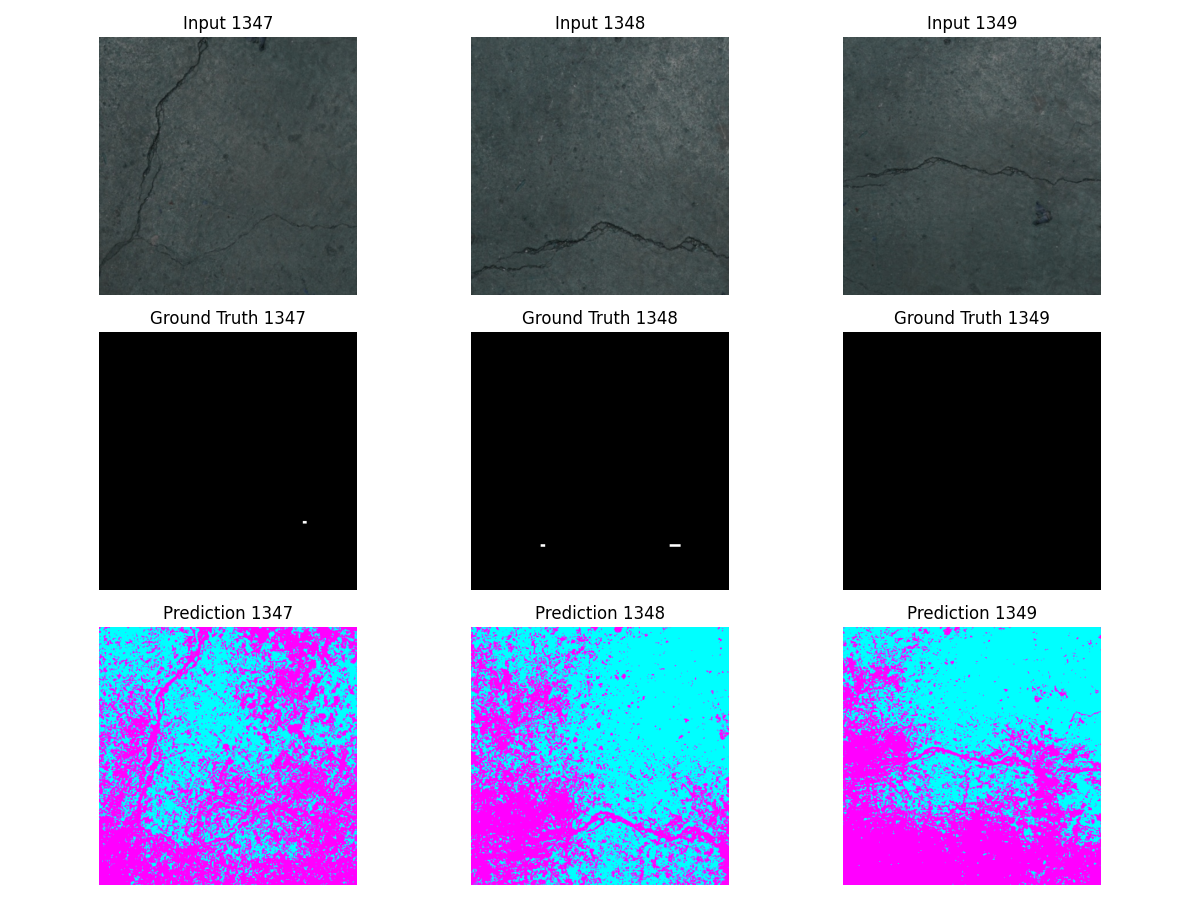 Input 1347
Input 1348
Input 1349
Ground Truth 1347
Ground Truth 1348
Ground Truth 1349
Prediction 1347
Prediction 1348
Prediction 1349